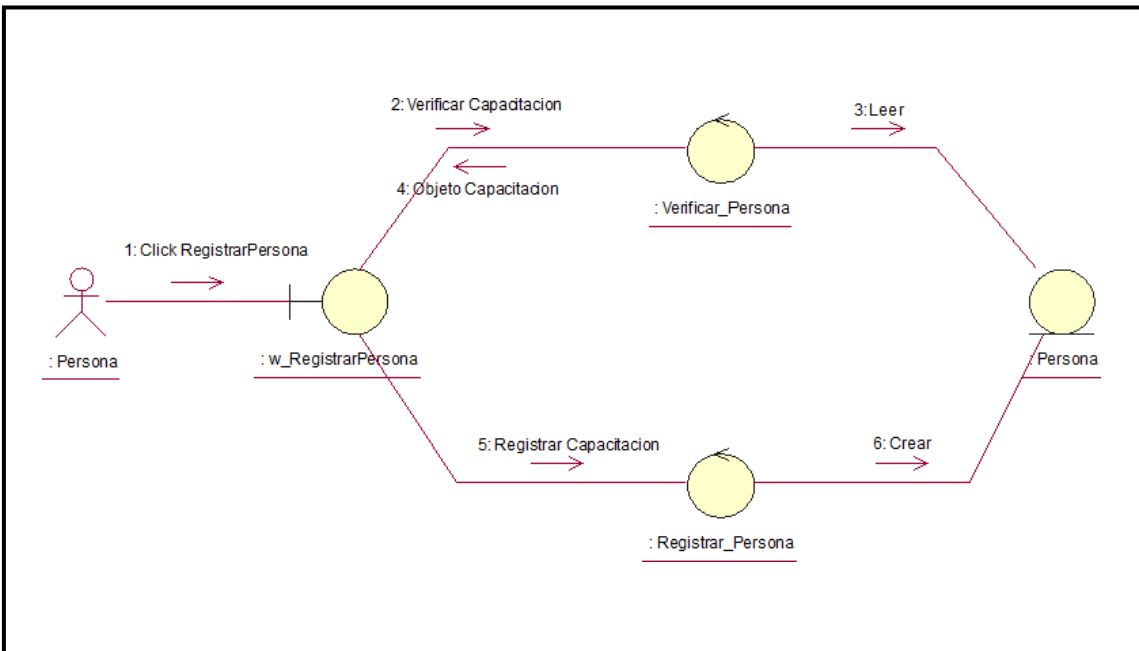 2: Verificar Capacitacion
3:Leer
4: Objeto Capacitacion
: Verificar_Persona
1: Click RegistrarPersona
: Persona
: w_RegistrarPersona
: Persona
5: Registrar Capacitacion
6: Crear
: Registrar_Persona